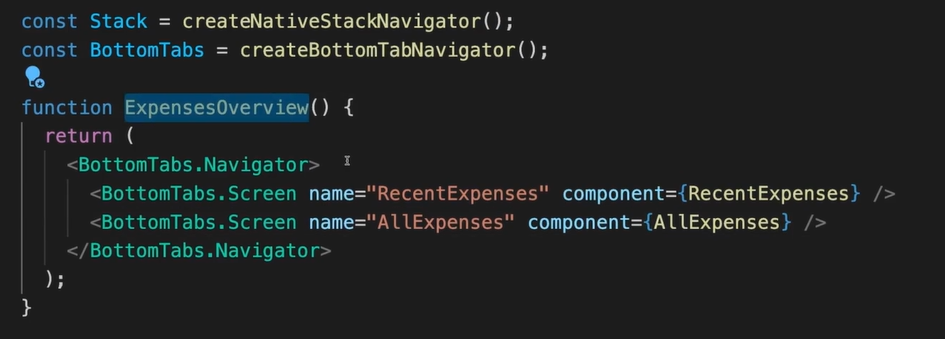 const Stack = createNativeStackNavigator();
const BottomTabs = createBottomTabNavigator();
function ExpensesOverview() {
return (
<BottomTabs.Navigator>
<BottomTabs.Screen name="RecentExpenses" component={RecentExpenses} />
<BottomTabs.Screen name="AllExpenses" component={AllExpenses} />
</BottomTabs.Navigator>
);
}